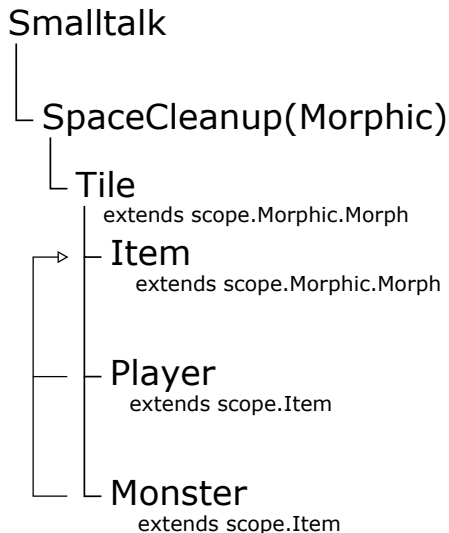 Smalltalk
SpaceCleanup(Morphic)
Tile
extends scope.Morphic.Morph
Item
extends scope.Morphic.Morph
Player
extends scope.Item
Monster
extends scope.Item